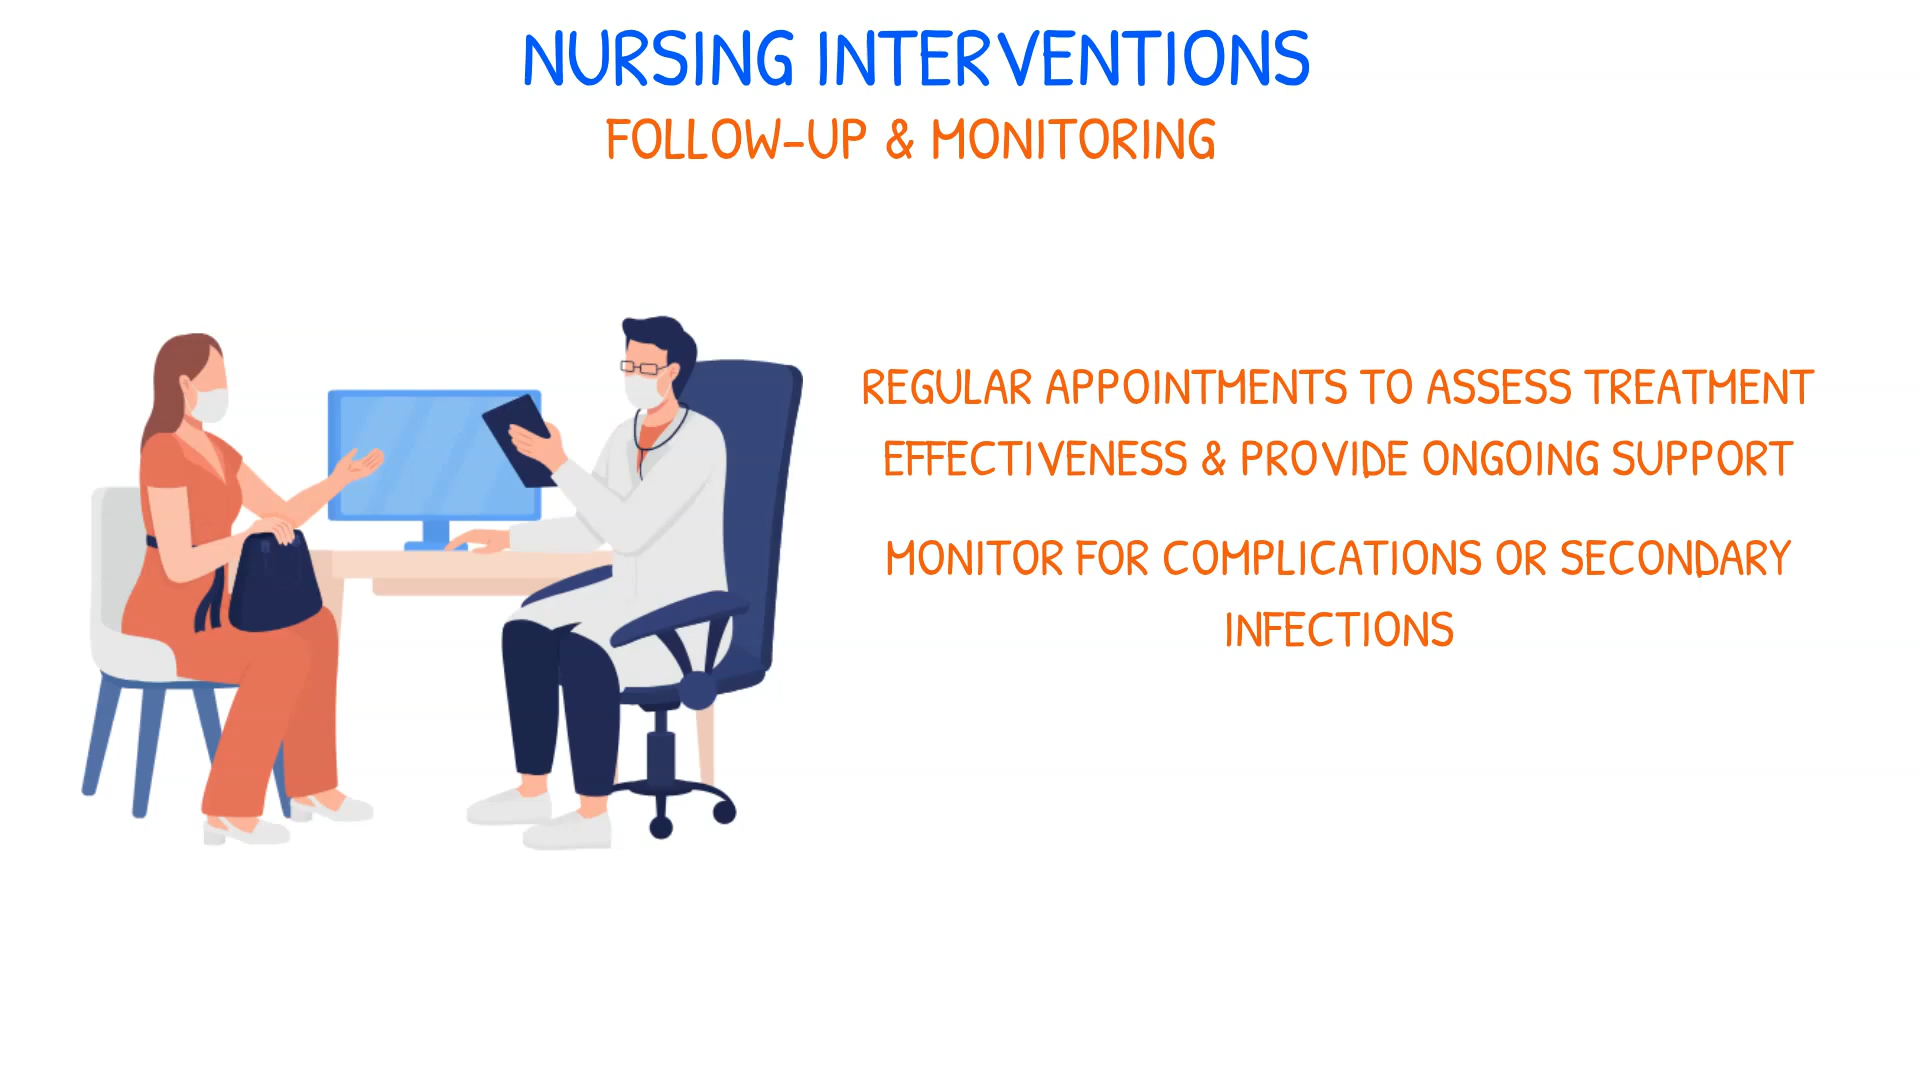 NURSING INTERVENTIONS
FOLLOW-UP & MONITORING
REGULAR APPOINTMENTS TO ASSESS TREATMENT
EFFECTIVENESS & PROVIDE ONGOING SUPPORT
MONITOR FOR COMPLICATIONS OR SECONDARY
INFECTIONS